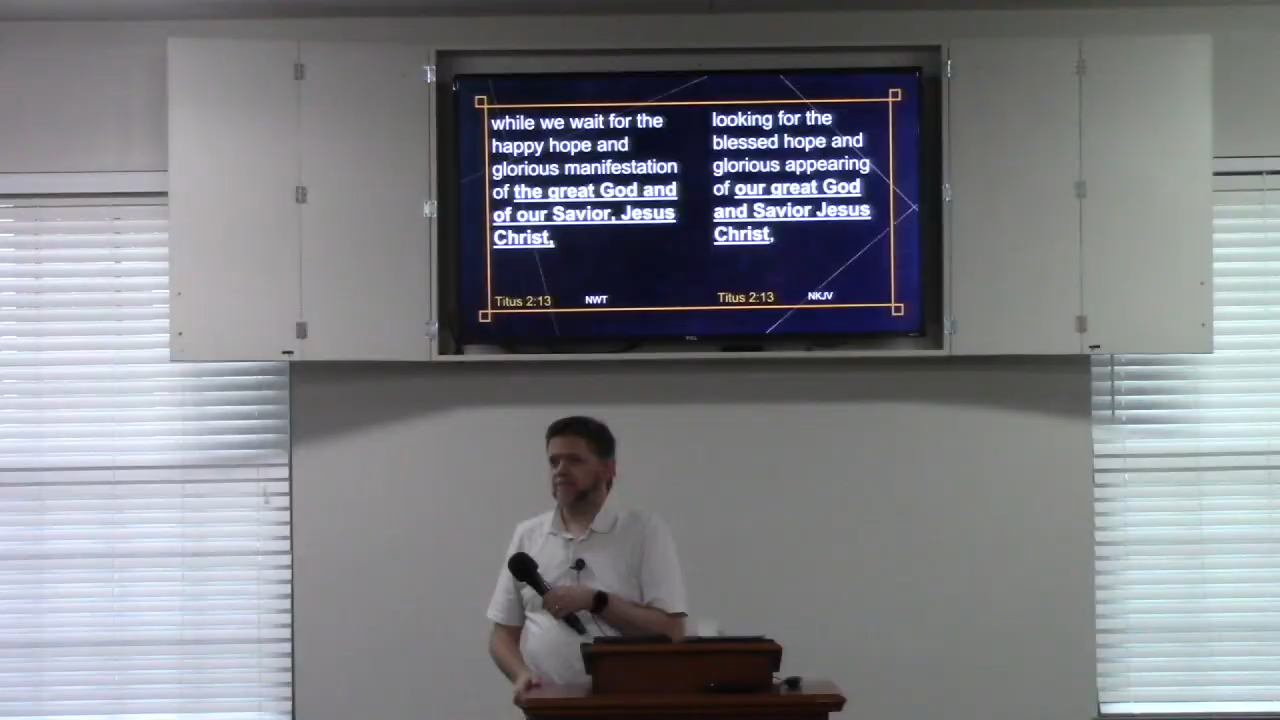 while we wait for the
happy hope and
glorious manifestation
of the great God and
of our Savior, Jesus
Christ,
Titus 2:13 NWT
looking for the
blessed hope and
glorious appearing
of our great God
and Savior Jesus
Christ,
Titus 2:13 NKJV
TCL